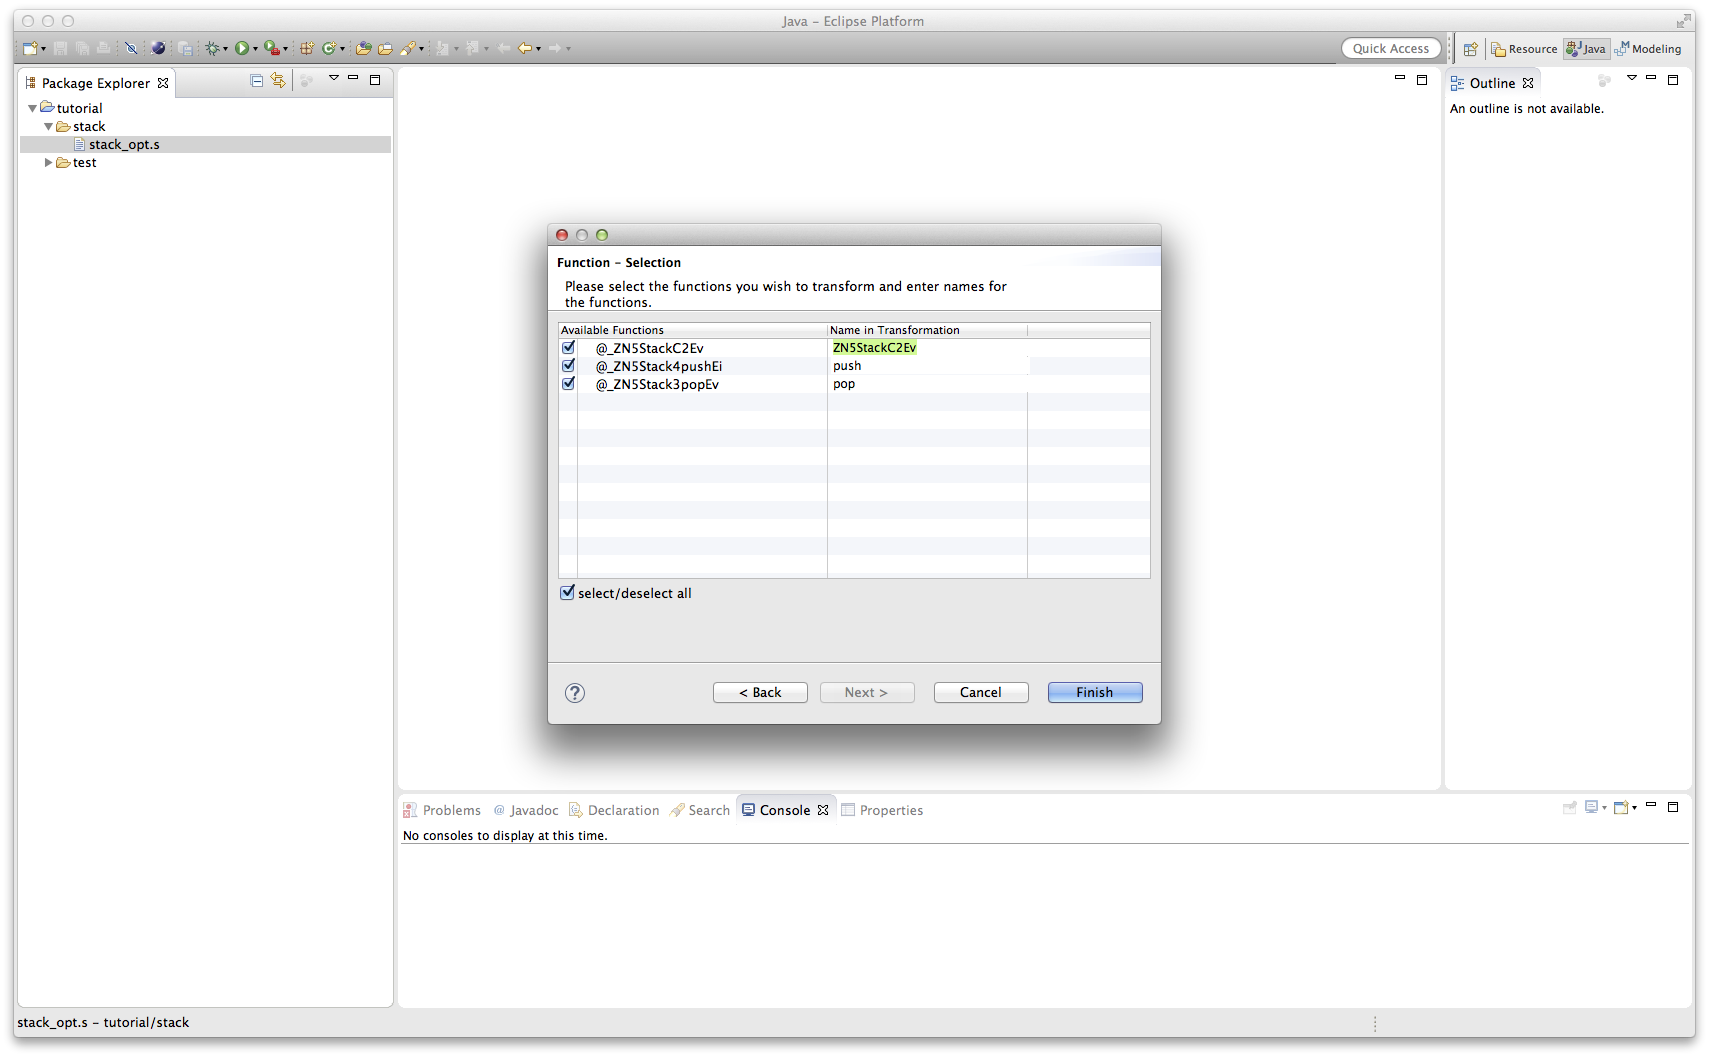 Java – Eclipse Platform
Quick Access
Resource
Java
Modeling
Package Explorer
tutorial
stack
stack_opt.s
test
Outline
An outline is not available.
Function – Selection
Please select the functions you wish to transform and enter names for
the functions.
Available Functions Name in Transformation
@_ZN5StackC2Ev ZN5StackC2Ev
@_ZN5Stack4pushEi push
@_ZN5Stack3popEv pop
select/deselect all
?
< Back Next > Cancel Finish
Problems @ Javadoc Declaration Search Console Properties
No consoles to display at this time.
stack_opt.s – tutorial/stack